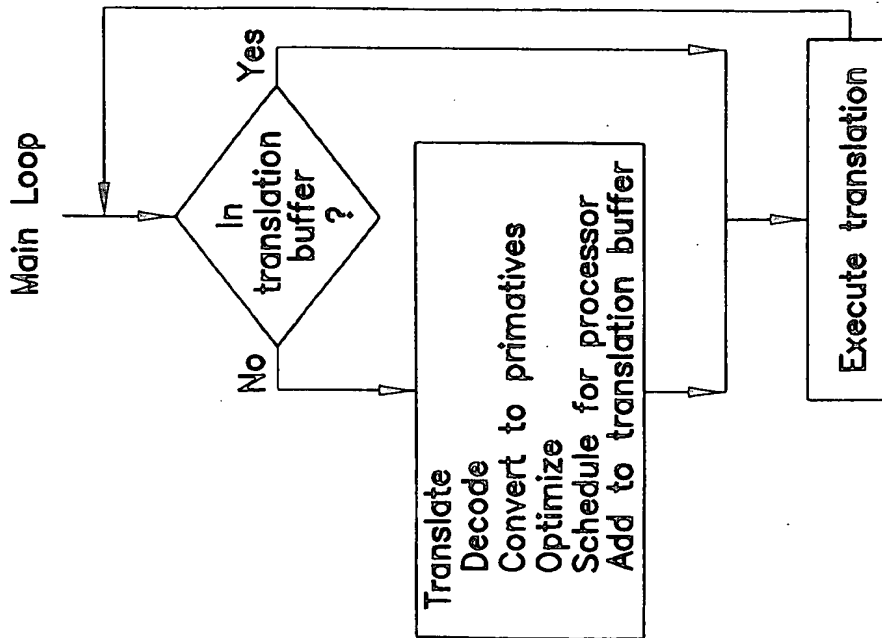 Main Loop
In
translation
buffer
?
Yes
No
Translate
Decode
Convert to primatives
Optimize
Schedule for processor
Add to translation buffer
Execute translation